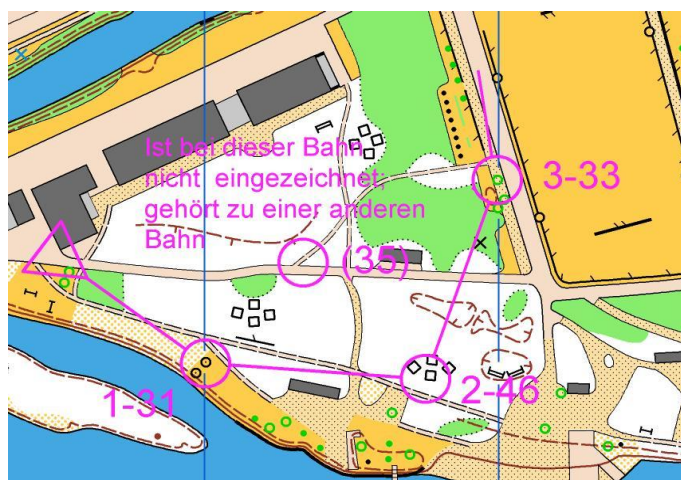 Ist bei dieser Bahn
nicht eingezeichnet;
gehört zu einer anderen
Bahn
3-33
(35)
1-31
2-46